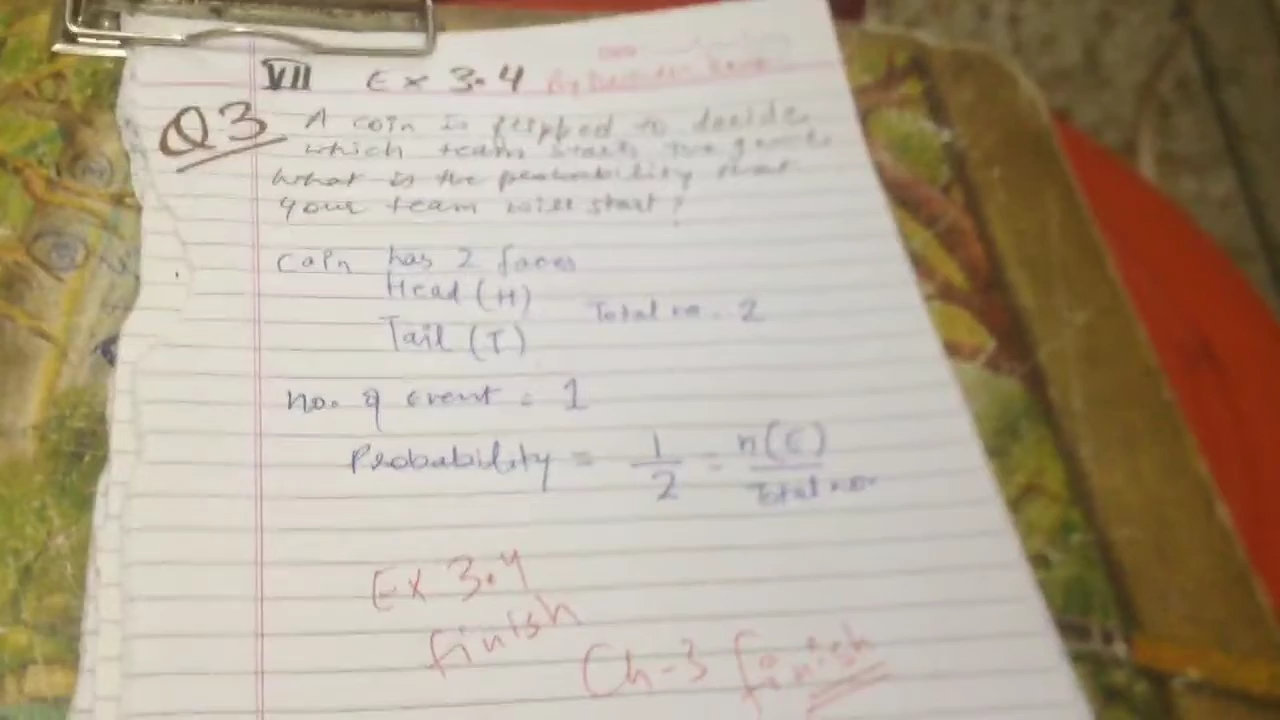 VII Ex 3.4
Q3 A coin is flipped to decide
which team starts the game.
What is the probability that
your team will start?
Coin has 2 faces
Head (H)
Total no. 2
Tail (T)
no. of event = 1
Probability = 1/2 = n(E)/Total no.
Ex 3.4
finish
Ch-3 finish